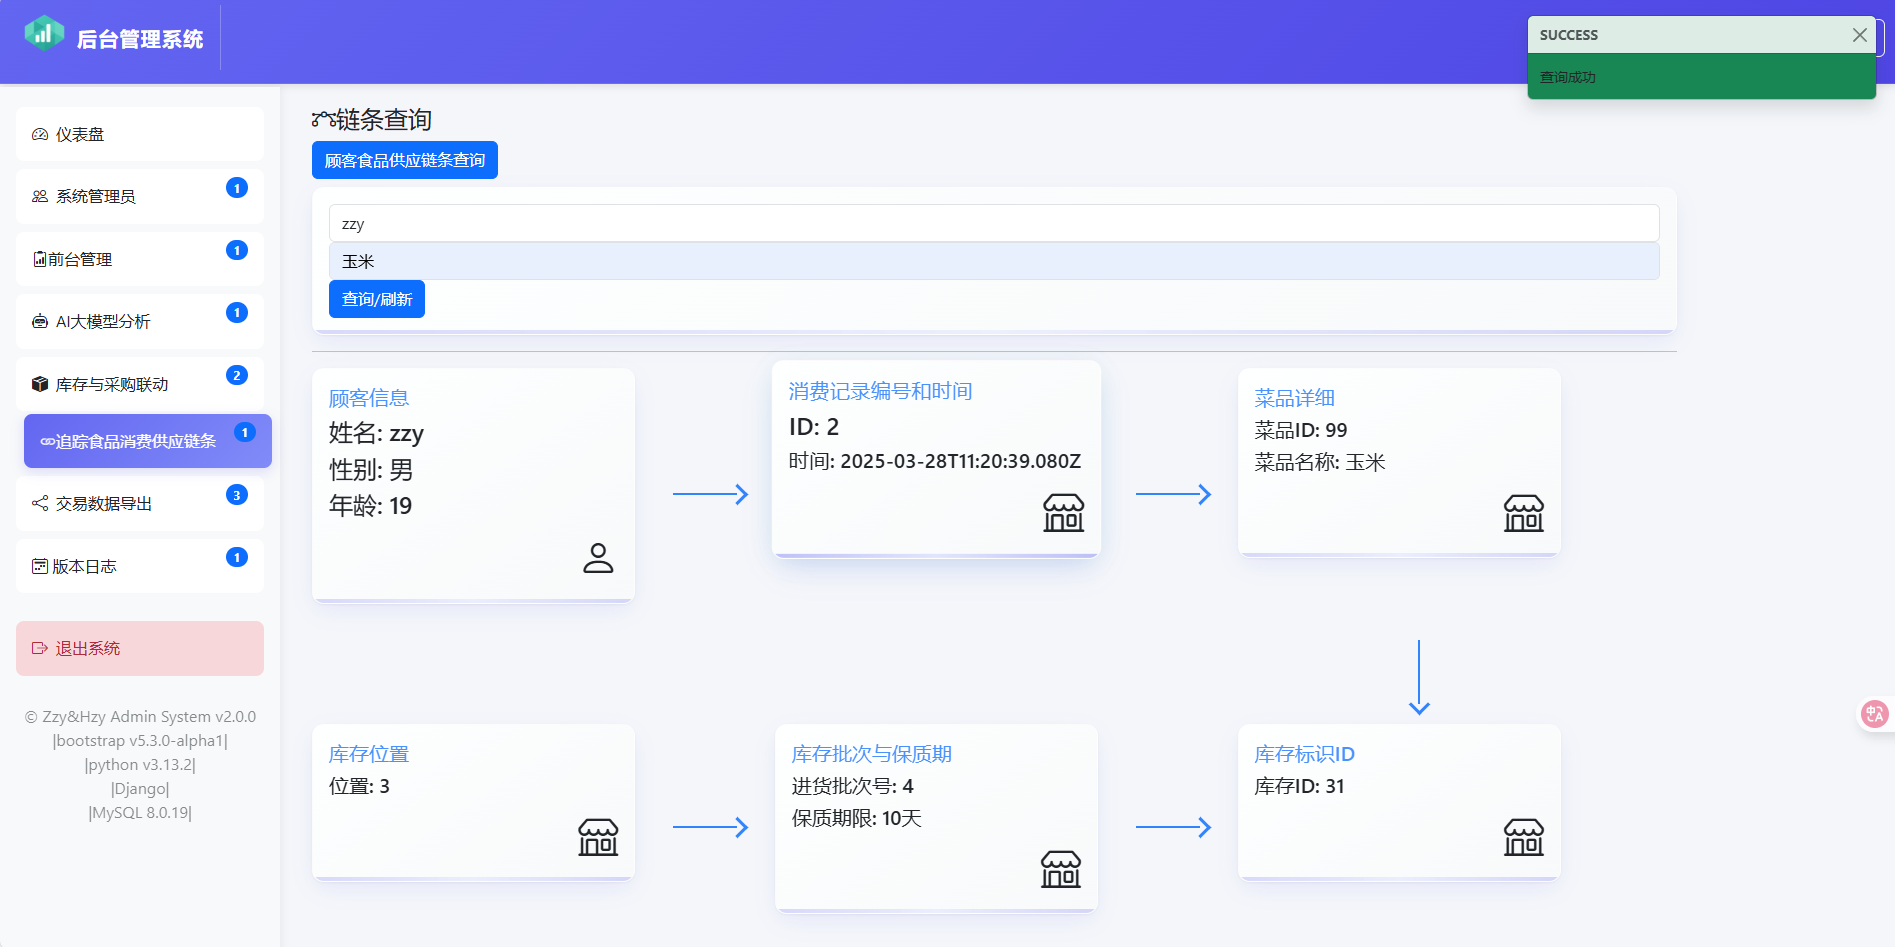 后台管理系统
SUCCESS
查询成功
仪表盘
系统管理员
1
前台管理
1
AI大模型分析
1
库存与采购联动
2
追踪食品消费供应链条
1
交易数据导出
3
版本日志
1
退出系统
© Zzy&Hzy Admin System v2.0.0
|bootstrap v5.3.0-alpha1|
|python v3.13.2|
|Django|
|MySQL 8.0.19|
链条查询
顾客食品供应链条查询
zzy
玉米
查询/刷新
顾客信息
姓名: zzy
性别: 男
年龄: 19
消费记录编号和时间
ID: 2
时间: 2025-03-28T11:20:39.080Z
菜品详细
菜品ID: 99
菜品名称: 玉米
库存位置
位置: 3
库存批次与保质期
进货批次号: 4
保质期限: 10天
库存标识ID
库存ID: 31
中
A